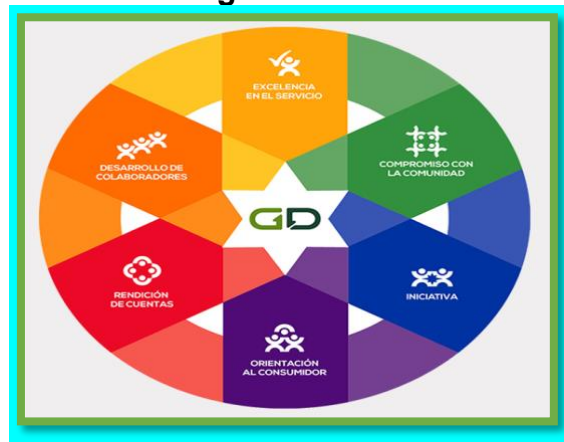 EXCELENCIA
EN EL SERVICIO
DESARROLLO DE
COLABORADORES
COMPROMISO CON
LA COMUNIDAD
GD
RENDICIÓN
DE CUENTAS
INICIATIVA
ORIENTACIÓN
AL CONSUMIDOR